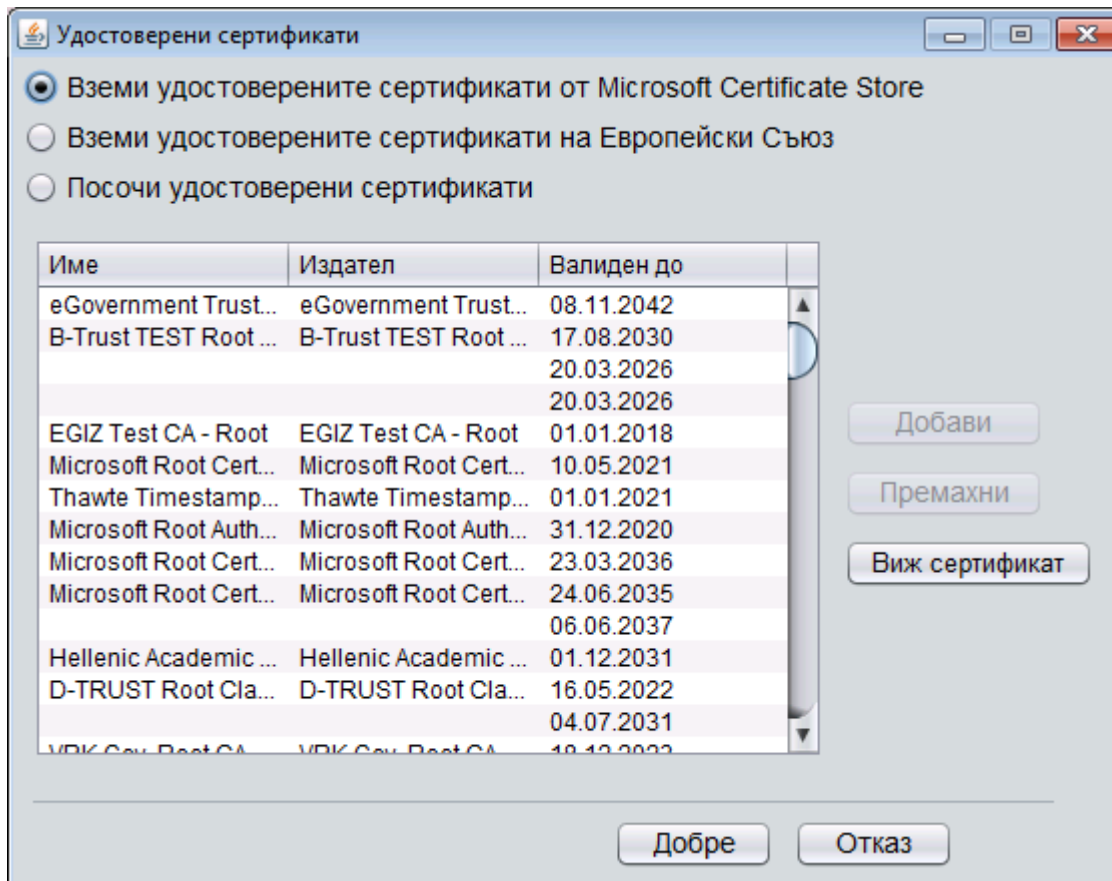 Удостоверени сертификати
Вземи удостоверените сертификати от Microsoft Certificate Store
Вземи удостоверените сертификати на Европейски Съюз
Посочи удостоверени сертификати
Име Издател Валиден до
eGovernment Trust... eGovernment Trust... 08.11.2042
B-Trust TEST Root ... B-Trust TEST Root ... 17.08.2030
20.03.2026
20.03.2026
EGIZ Test CA - Root EGIZ Test CA - Root 01.01.2018
Microsoft Root Cert... Microsoft Root Cert... 10.05.2021
Thawte Timestamp... Thawte Timestamp... 01.01.2021
Microsoft Root Auth... Microsoft Root Auth... 31.12.2020
Microsoft Root Cert... Microsoft Root Cert... 23.03.2036
Microsoft Root Cert... Microsoft Root Cert... 24.06.2035
06.06.2037
Hellenic Academic ... Hellenic Academic ... 01.12.2031
D-TRUST Root Cla... D-TRUST Root Cla... 16.05.2022
04.07.2031
Добави
Премахни
Виж сертификат
Добре Отказ